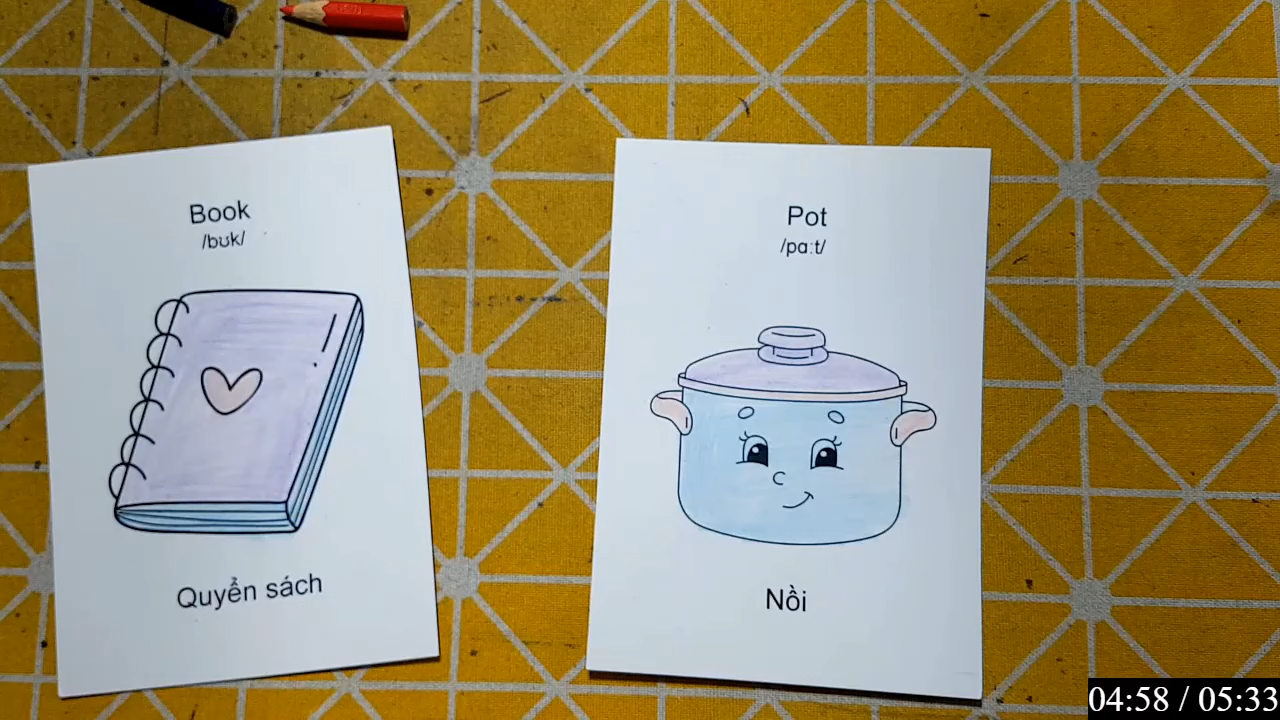 Book
/bʊk/
Quyển sách
Pot
/pɑːt/
Nồi
04:58 / 05:33